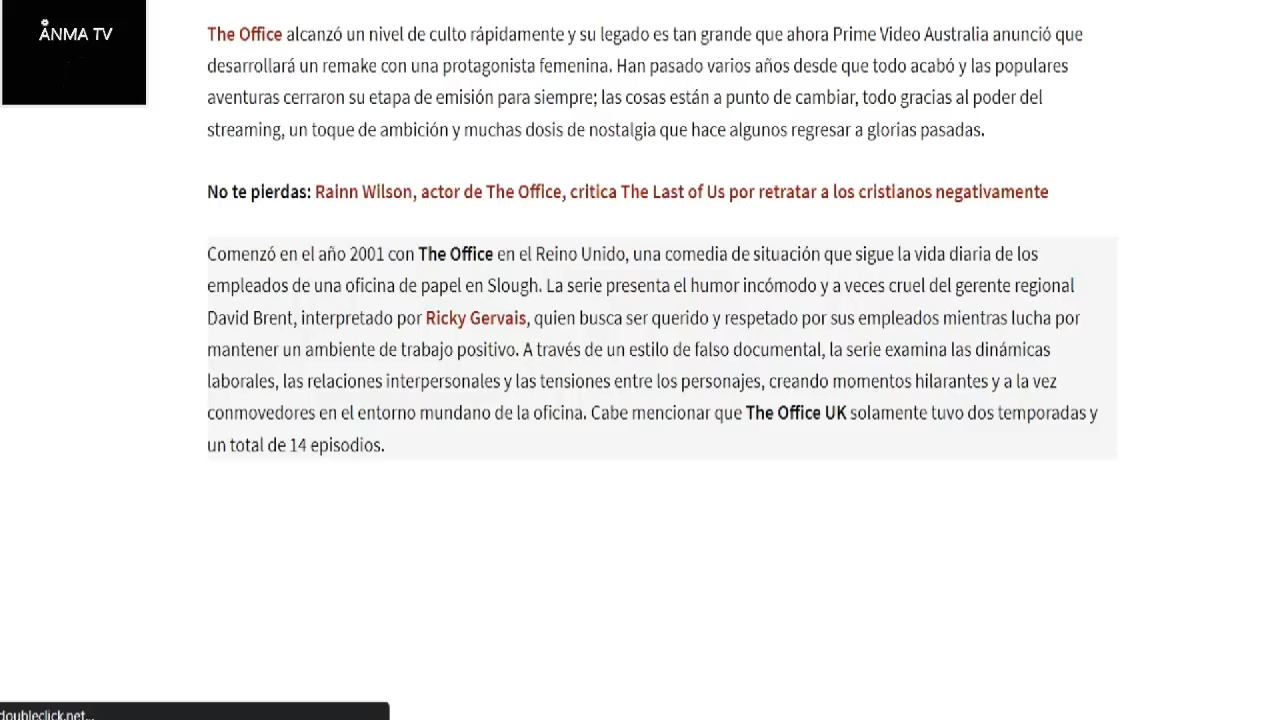 ANMA TV
The Office alcanzó un nivel de culto rápidamente y su legado es tan grande que ahora Prime Video Australia anunció que
desarrollará un remake con una protagonista femenina. Han pasado varios años desde que todo acabó y las populares
aventuras cerraron su etapa de emisión para siempre; las cosas están a punto de cambiar, todo gracias al poder del
streaming, un toque de ambición y muchas dosis de nostalgia que hace algunos regresar a glorias pasadas.
No te pierdas: Rainn Wilson, actor de The Office, critica The Last of Us por retratar a los cristianos negativamente
Comenzó en el año 2001 con The Office en el Reino Unido, una comedia de situación que sigue la vida diaria de los
empleados de una oficina de papel en Slough. La serie presenta el humor incómodo y a veces cruel del gerente regional
David Brent, interpretado por Ricky Gervais, quien busca ser querido y respetado por sus empleados mientras lucha por
mantener un ambiente de trabajo positivo. A través de un estilo de falso documental, la serie examina las dinámicas
laborales, las relaciones interpersonales y las tensiones entre los personajes, creando momentos hilarantes y a la vez
conmovedores en el entorno mundano de la oficina. Cabe mencionar que The Office UK solamente tuvo dos temporadas y
un total de 14 episodios.
doubleclick.net...